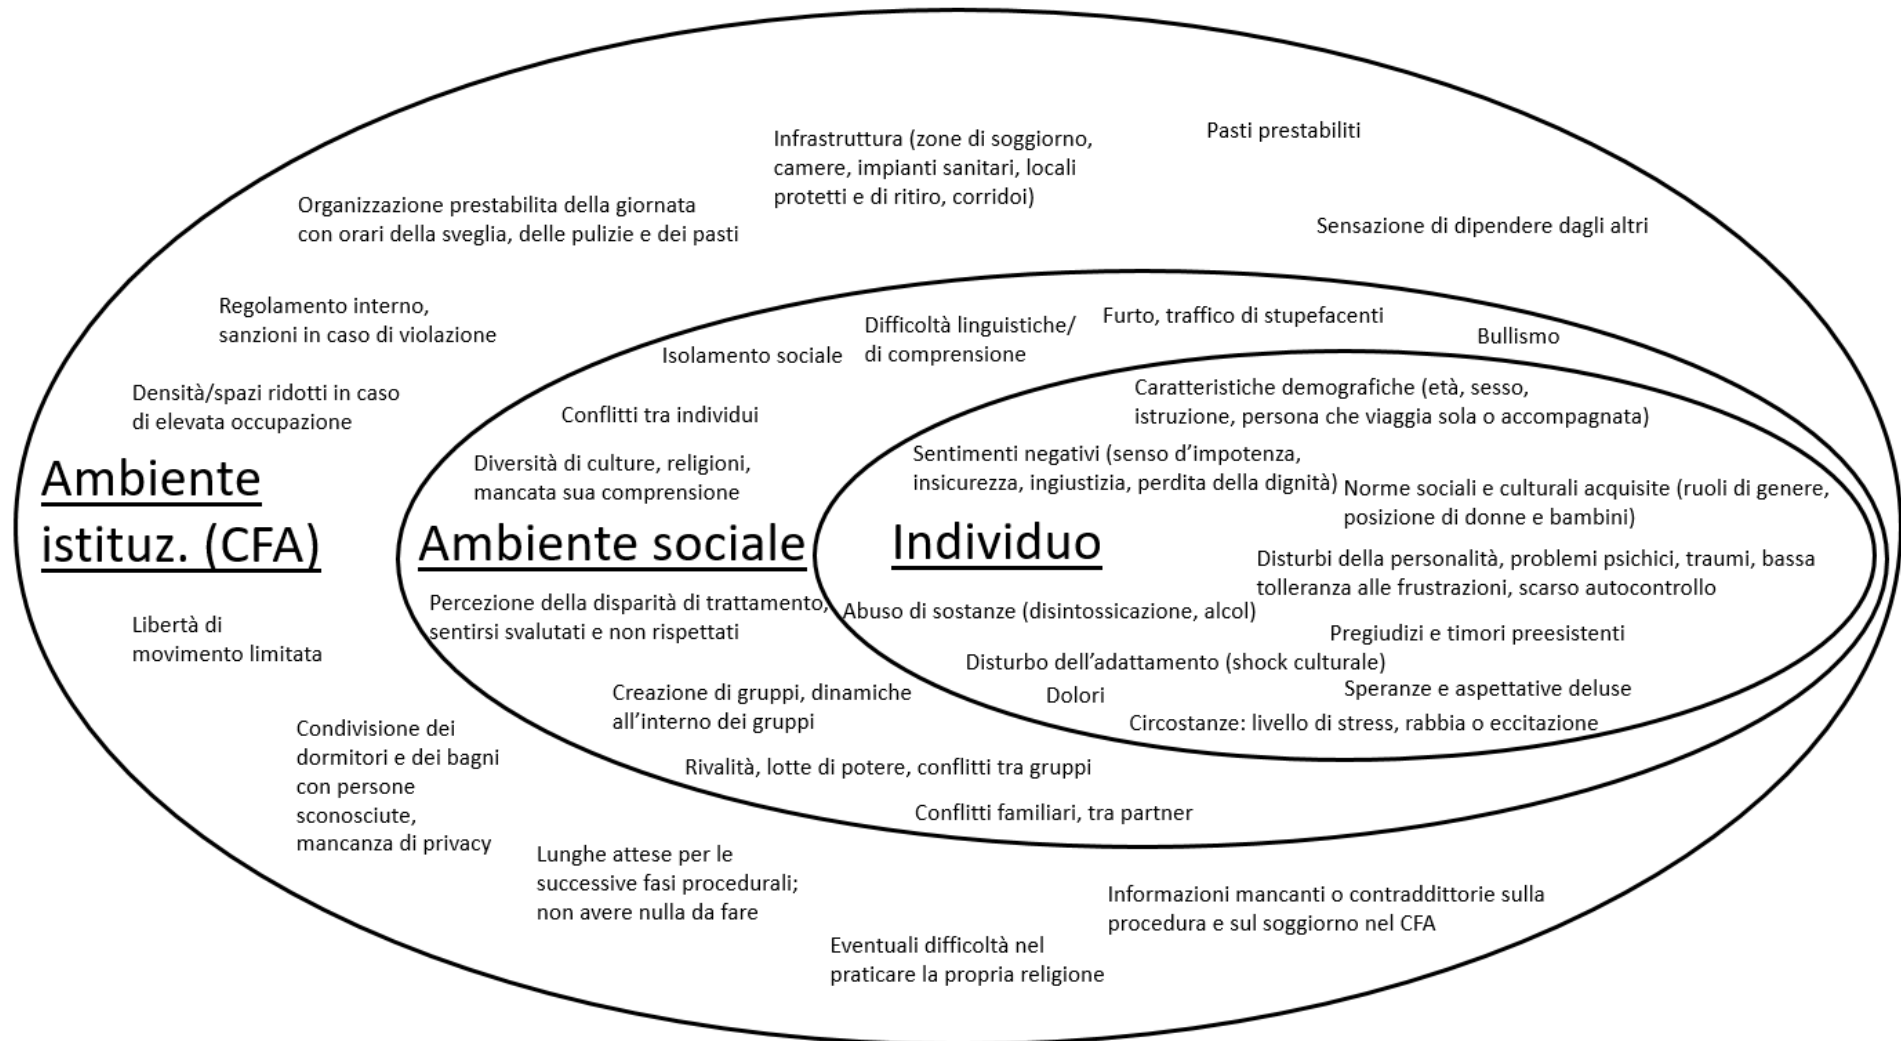 Infrastruttura (zone di soggiorno,
camere, impianti sanitari, locali
protetti e di ritiro, corridoi)
Pasti prestabiliti
Organizzazione prestabilita della giornata
con orari della sveglia, delle pulizie e dei pasti
Sensazione di dipendere dagli altri
Regolamento interno,
sanzioni in caso di violazione
Densità/spazi ridotti in caso
di elevata occupazione
Ambiente
istituz. (CFA)
Libertà di
movimento limitata
Condivisione dei
dormitori e dei bagni
con persone
sconosciute,
mancanza di privacy
Lunghe attese per le
successive fasi procedurali;
non avere nulla da fare
Eventuali difficoltà nel
praticare la propria religione
Informazioni mancanti o contraddittorie sulla
procedura e sul soggiorno nel CFA
Furto, traffico di stupefacenti
Bullismo
Difficoltà linguistiche/
di comprensione
Isolamento sociale
Conflitti tra individui
Diversità di culture, religioni,
mancata sua comprensione
Ambiente sociale
Percezione della disparità di trattamento,
sentirsi svalutati e non rispettati
Creazione di gruppi, dinamiche
all’interno dei gruppi
Rivalità, lotte di potere, conflitti tra gruppi
Conflitti familiari, tra partner
Caratteristiche demografiche (età, sesso,
istruzione, persona che viaggia sola o accompagnata)
Sentimenti negativi (senso d’impotenza,
insicurezza, ingiustizia, perdita della dignità)
Norme sociali e culturali acquisite (ruoli di genere,
posizione di donne e bambini)
Individuo
Disturbi della personalità, problemi psichici, traumi, bassa
tolleranza alle frustrazioni, scarso autocontrollo
Abuso di sostanze (disintossicazione, alcol)
Pregiudizi e timori preesistenti
Disturbo dell’adattamento (shock culturale)
Dolori
Speranze e aspettative deluse
Circostanze: livello di stress, rabbia o eccitazione